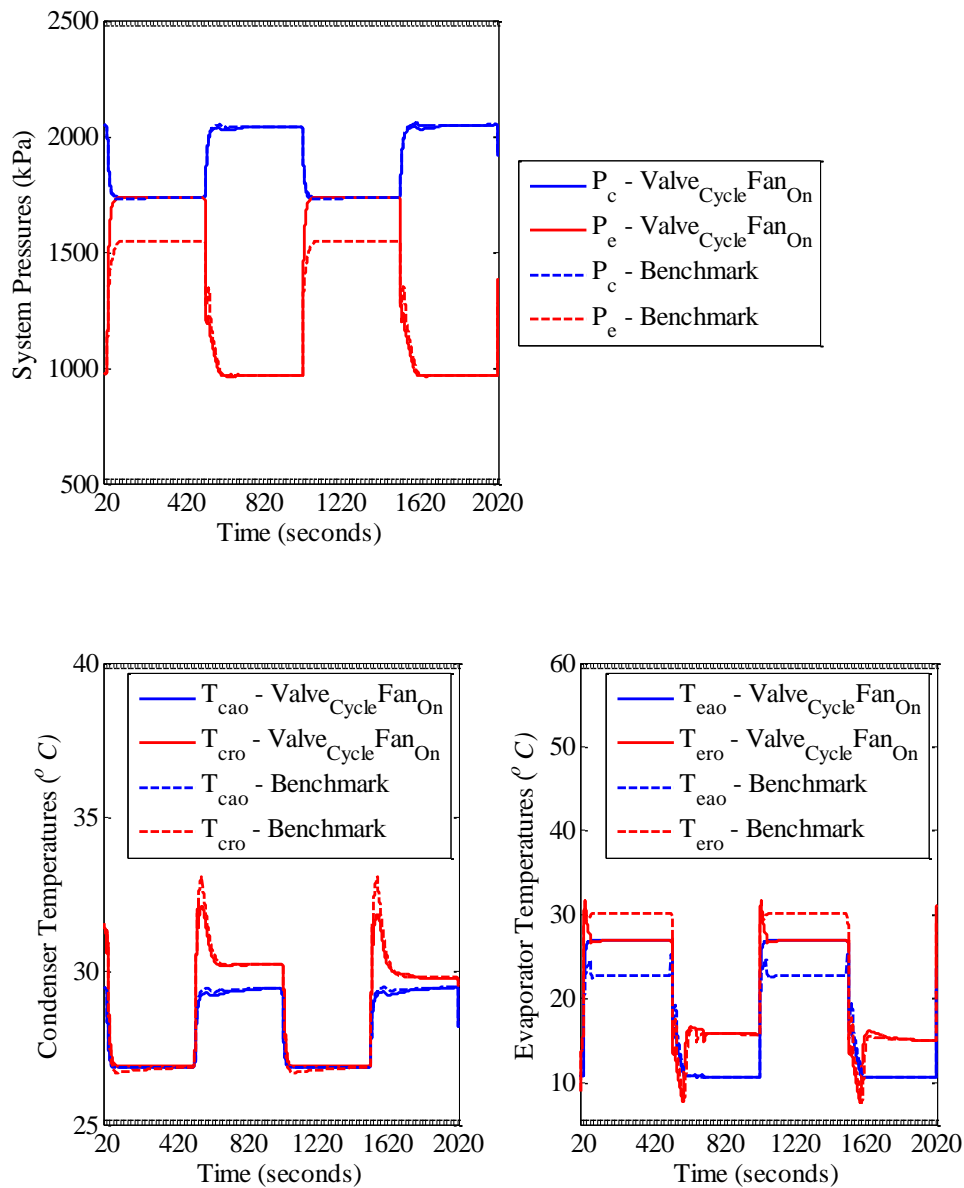 2500
2000
1500
1000
500
System Pressures (kPa)
20 420 820 1220 1620 2020
Time (seconds)
P_c - Valve_Cycle Fan_On
P_e - Valve_Cycle Fan_On
P_c - Benchmark
P_e - Benchmark
40
35
30
25
Condenser Temperatures (° C)
20 420 820 1220 1620 2020
Time (seconds)
T_cao - Valve_Cycle Fan_On
T_cro - Valve_Cycle Fan_On
T_cao - Benchmark
T_cro - Benchmark
60
50
40
30
20
10
Evaporator Temperatures (° C)
20 420 820 1220 1620 2020
Time (seconds)
T_eao - Valve_Cycle Fan_On
T_ero - Valve_Cycle Fan_On
T_eao - Benchmark
T_ero - Benchmark